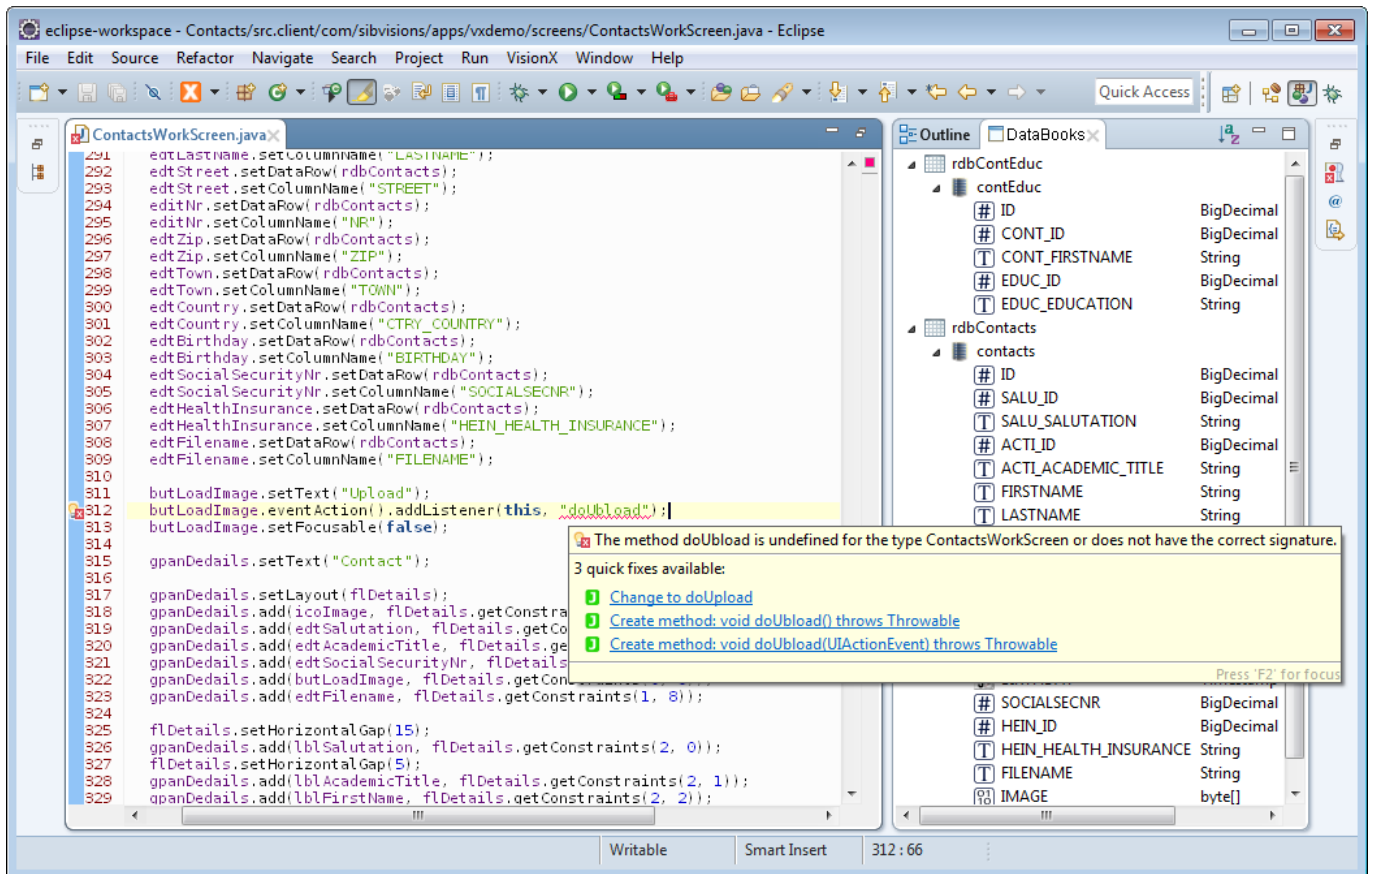 eclipse-workspace - Contacts/src.client/com/sibvisions/apps/vxdemo/screens/ContactsWorkScreen.java - Eclipse
File Edit Source Refactor Navigate Search Project Run VisionX Window Help
Quick Access
ContactsWorkScreen.java
291 edtLastName.setColumnName("LASTNAME");
292 edtStreet.setDataRow(rdbContacts);
293 edtStreet.setColumnName("STREET");
294 editNr.setDataRow(rdbContacts);
295 editNr.setColumnName("NR");
296 edtZip.setDataRow(rdbContacts);
297 edtZip.setColumnName("ZIP");
298 edtTown.setDataRow(rdbContacts);
299 edtTown.setColumnName("TOWN");
300 edtCountry.setDataRow(rdbContacts);
301 edtCountry.setColumnName("CTRY_COUNTRY");
302 edtBirthday.setDataRow(rdbContacts);
303 edtBirthday.setColumnName("BIRTHDAY");
304 edtSocialSecurityNr.setDataRow(rdbContacts);
305 edtSocialSecurityNr.setColumnName("SOCIALSECNR");
306 edtHealthInsurance.setDataRow(rdbContacts);
307 edtHealthInsurance.setColumnName("HEIN_HEALTH_INSURANCE");
308 edtFilename.setDataRow(rdbContacts);
309 edtFilename.setColumnName("FILENAME");
310
311 butLoadImage.setText("Upload");
312 butLoadImage.eventAction().addListener(this, "doUbload");
313 butLoadImage.setFocusable(false);
314
315 gpanDedails.setText("Contact");
316
317 gpanDedails.setLayout(flDetails);
318 gpanDedails.add(icoImage, flDetails.getConstra
319 gpanDedails.add(edtSalutation, flDetails.getCo
320 gpanDedails.add(edtAcademicTitle, flDetails.ge
321 gpanDedails.add(edtSocialSecurityNr, flDetails
322 gpanDedails.add(butLoadImage, flDetails.getCon
323 gpanDedails.add(edtFilename, flDetails.getConstraints(1, 8));
324
325 flDetails.setHorizontalGap(15);
326 gpanDedails.add(lblSalutation, flDetails.getConstraints(2, 0));
327 flDetails.setHorizontalGap(5);
328 gpanDedails.add(lblAcademicTitle, flDetails.getConstraints(2, 1));
329 gpanDedails.add(lblFirstName, flDetails.getConstraints(2, 2));
The method doUbload is undefined for the type ContactsWorkScreen or does not have the correct signature.
3 quick fixes available:
Change to doUpload
Create method: void doUbload() throws Throwable
Create method: void doUbload(UIActionEvent) throws Throwable
Press 'F2' for focus
Outline DataBooks
rdbContEduc
contEduc
# ID BigDecimal
# CONT_ID BigDecimal
T CONT_FIRSTNAME String
# EDUC_ID BigDecimal
T EDUC_EDUCATION String
rdbContacts
contacts
# ID BigDecimal
# SALU_ID BigDecimal
T SALU_SALUTATION String
# ACTI_ID BigDecimal
T ACTI_ACADEMIC_TITLE String
T FIRSTNAME String
T LASTNAME String
# SOCIALSECNR BigDecimal
# HEIN_ID BigDecimal
T HEIN_HEALTH_INSURANCE String
T FILENAME String
IMAGE byte[]
Writable Smart Insert 312 : 66